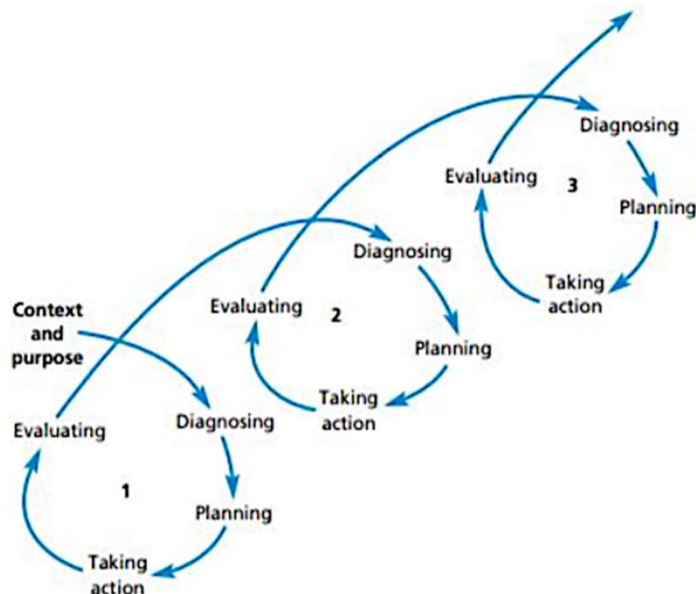 Diagnosing
Evaluating
3
Planning
Taking
action
Diagnosing
Evaluating
2
Planning
Taking
action
Context
and
purpose
Evaluating
Diagnosing
1
Planning
Taking
action